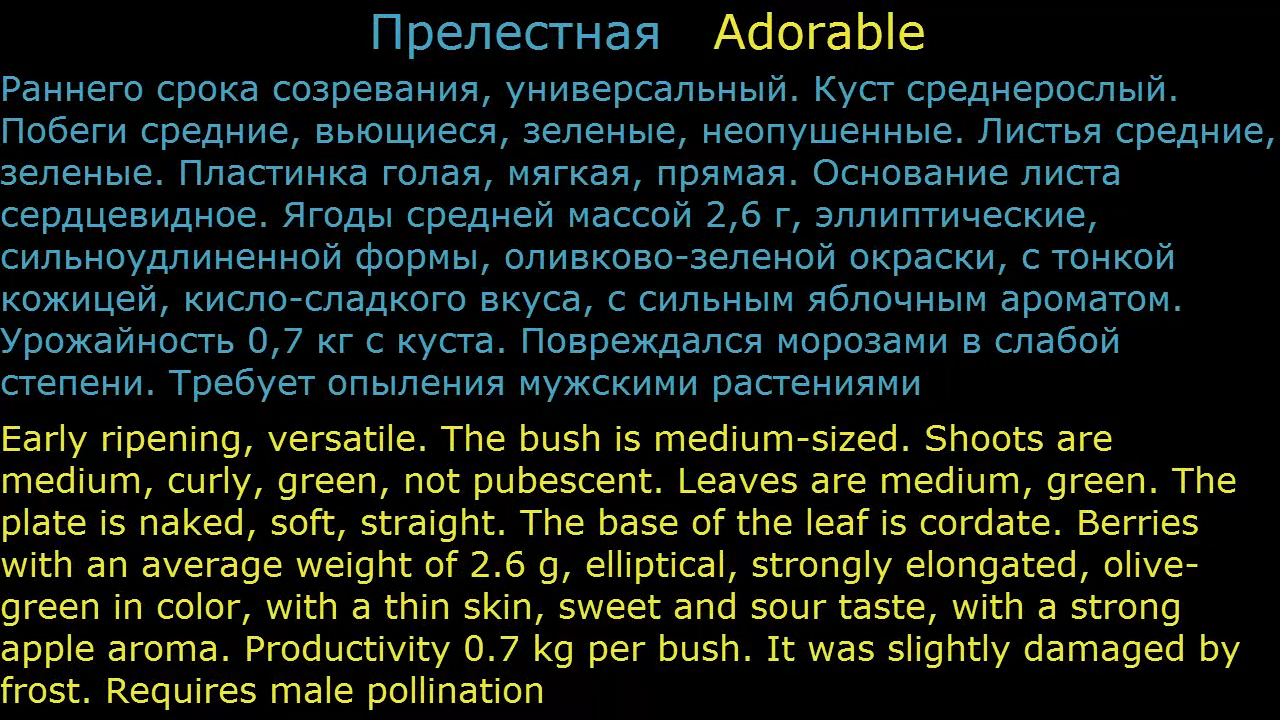 Прелестная Adorable
Раннего срока созревания, универсальный. Куст среднерослый.
Побеги средние, вьющиеся, зеленые, неопушенные. Листья средние,
зеленые. Пластинка голая, мягкая, прямая. Основание листа
сердцевидное. Ягоды средней массой 2,6 г, эллиптические,
сильноудлиненной формы, оливково-зеленой окраски, с тонкой
кожицей, кисло-сладкого вкуса, с сильным яблочным ароматом.
Урожайность 0,7 кг с куста. Повреждался морозами в слабой
степени. Требует опыления мужскими растениями
Early ripening, versatile. The bush is medium-sized. Shoots are
medium, curly, green, not pubescent. Leaves are medium, green. The
plate is naked, soft, straight. The base of the leaf is cordate. Berries
with an average weight of 2.6 g, elliptical, strongly elongated, olive-
green in color, with a thin skin, sweet and sour taste, with a strong
apple aroma. Productivity 0.7 kg per bush. It was slightly damaged by
frost. Requires male pollination